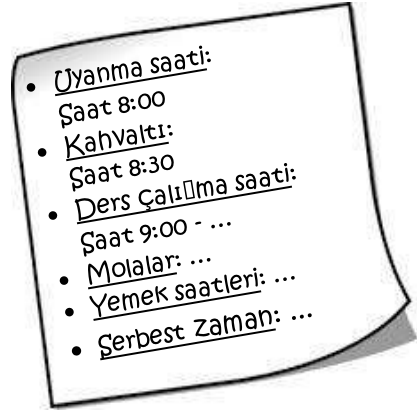 • Uyanma saati:
Saat 8:00
• Kahvaltı:
Saat 8:30
• Ders çalı▯ma saati:
Saat 9:00 - ...
• Molalar: ...
• Yemek saatleri: ...
• Serbest zaman: ...